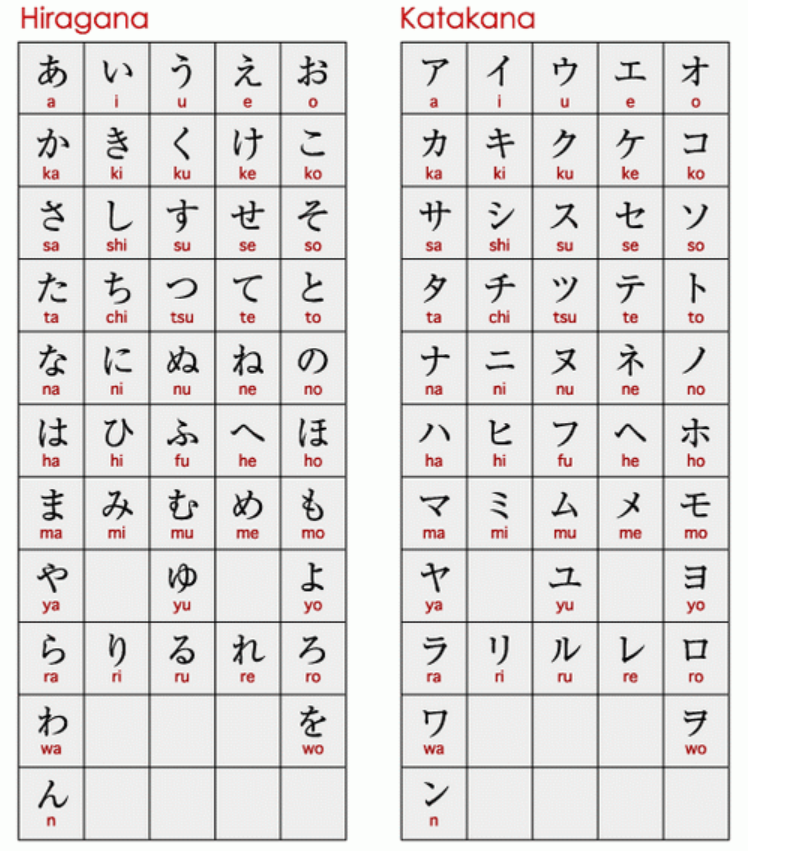 Hiragana Katakana
あ い う え お ア イ ウ エ オ
a i u e o a i u e o
か き く け こ カ キ ク ケ コ
ka ki ku ke ko ka ki ku ke ko
さ し す せ そ サ シ ス セ ソ
sa shi su se so sa shi su se so
た ち つ て と タ チ ツ テ ト
ta chi tsu te to ta chi tsu te to
な に ぬ ね の ナ ニ ヌ ネ ノ
na ni nu ne no na ni nu ne no
は ひ ふ へ ほ ハ ヒ フ ヘ ホ
ha hi fu he ho ha hi fu he ho
ま み む め も マ ミ ム メ モ
ma mi mu me mo ma mi mu me mo
や ゆ よ ヤ ユ ヨ
ya yu yo ya yu yo
ら り る れ ろ ラ リ ル レ ロ
ra ri ru re ro ra ri ru re ro
わ を ワ ヲ
wa wo wa wo
ん ン
n n